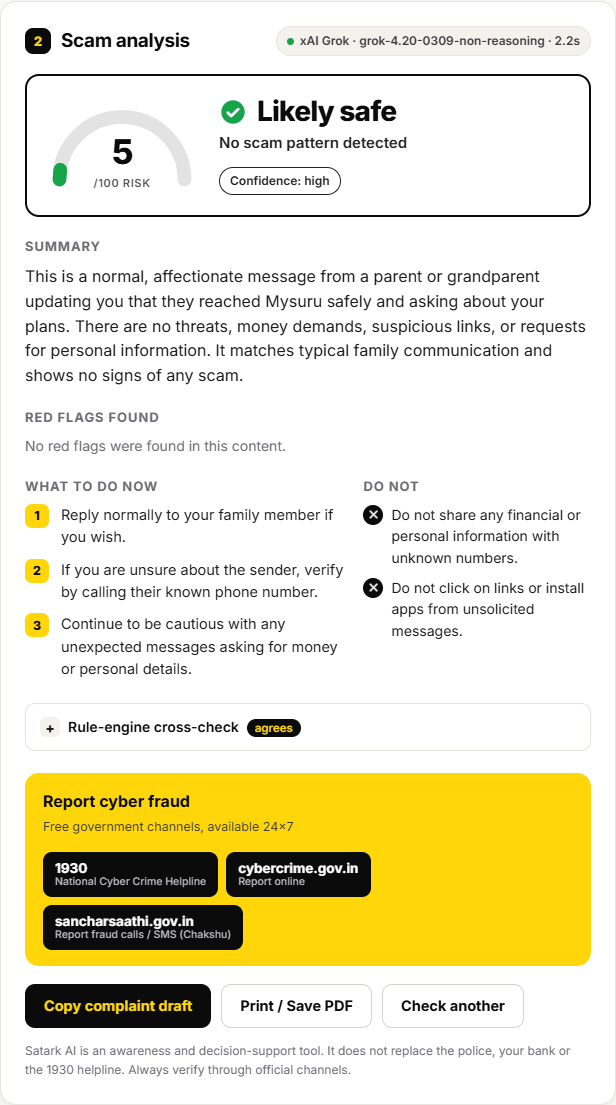 2 Scam analysis
xAI Grok · grok-4.20-0309-non-reasoning · 2.2s
5
/100 RISK
Likely safe
No scam pattern detected
Confidence: high
SUMMARY
This is a normal, affectionate message from a parent or grandparent
updating you that they reached Mysuru safely and asking about your
plans. There are no threats, money demands, suspicious links, or requests
for personal information. It matches typical family communication and
shows no signs of any scam.
RED FLAGS FOUND
No red flags were found in this content.
WHAT TO DO NOW
1 Reply normally to your family member if
you wish.
2 If you are unsure about the sender, verify
by calling their known phone number.
3 Continue to be cautious with any
unexpected messages asking for money
or personal details.
DO NOT
Do not share any financial or
personal information with
unknown numbers.
Do not click on links or install
apps from unsolicited
messages.
+ Rule-engine cross-check agrees
Report cyber fraud
Free government channels, available 24×7
1930
National Cyber Crime Helpline
cybercrime.gov.in
Report online
sancharsaathi.gov.in
Report fraud calls / SMS (Chakshu)
Copy complaint draft
Print / Save PDF
Check another
Satark AI is an awareness and decision-support tool. It does not replace the police, your bank or
the 1930 helpline. Always verify through official channels.